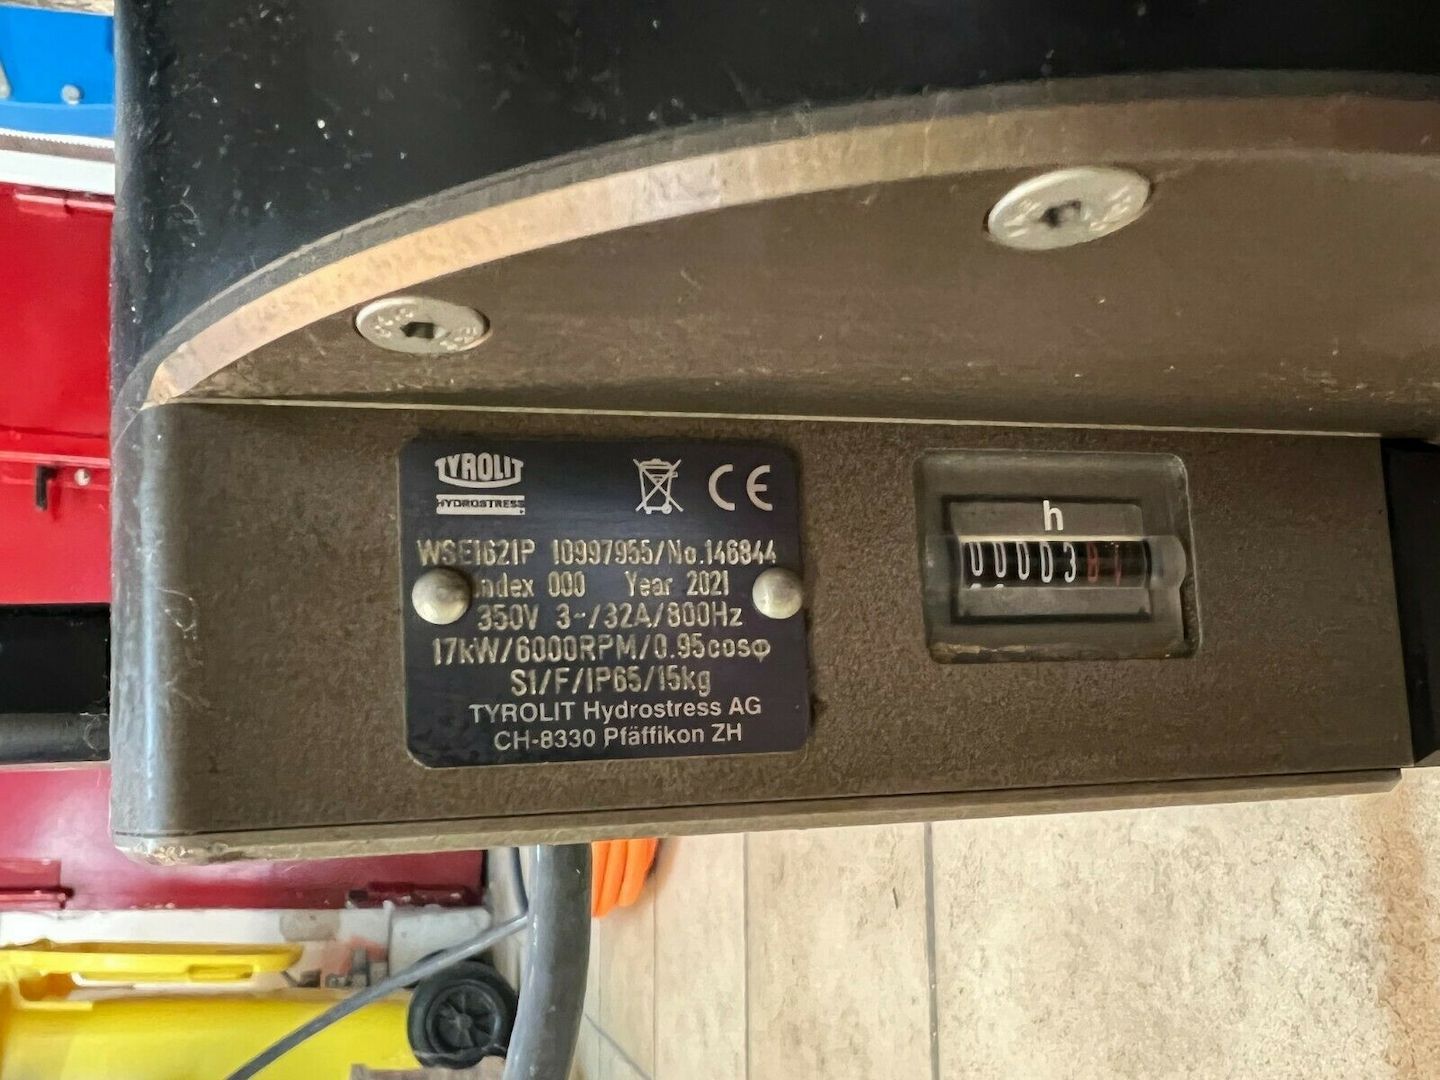 TYROLIT
HYDROSTRESS
CE
WSE1621P 10997955/No.146844
Index 000 Year 2021
350V 3~/32A/800Hz
17kW/6000RPM/0.95cosφ
S1/F/IP65/15kg
TYROLIT Hydrostress AG
CH-8330 Pfäffikon ZH
h
00003